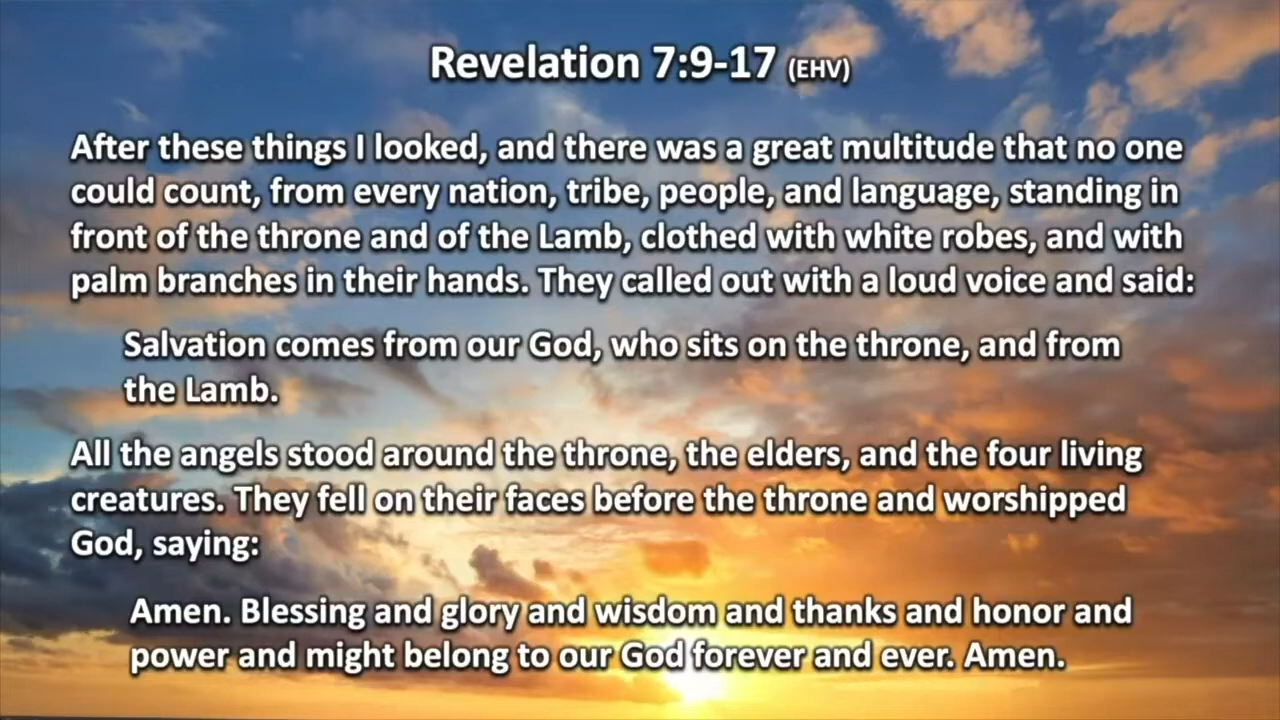 Revelation 7:9-17 (EHV)
After these things I looked, and there was a great multitude that no one
could count, from every nation, tribe, people, and language, standing in
front of the throne and of the Lamb, clothed with white robes, and with
palm branches in their hands. They called out with a loud voice and said:
Salvation comes from our God, who sits on the throne, and from
the Lamb.
All the angels stood around the throne, the elders, and the four living
creatures. They fell on their faces before the throne and worshipped
God, saying:
Amen. Blessing and glory and wisdom and thanks and honor and
power and might belong to our God forever and ever. Amen.